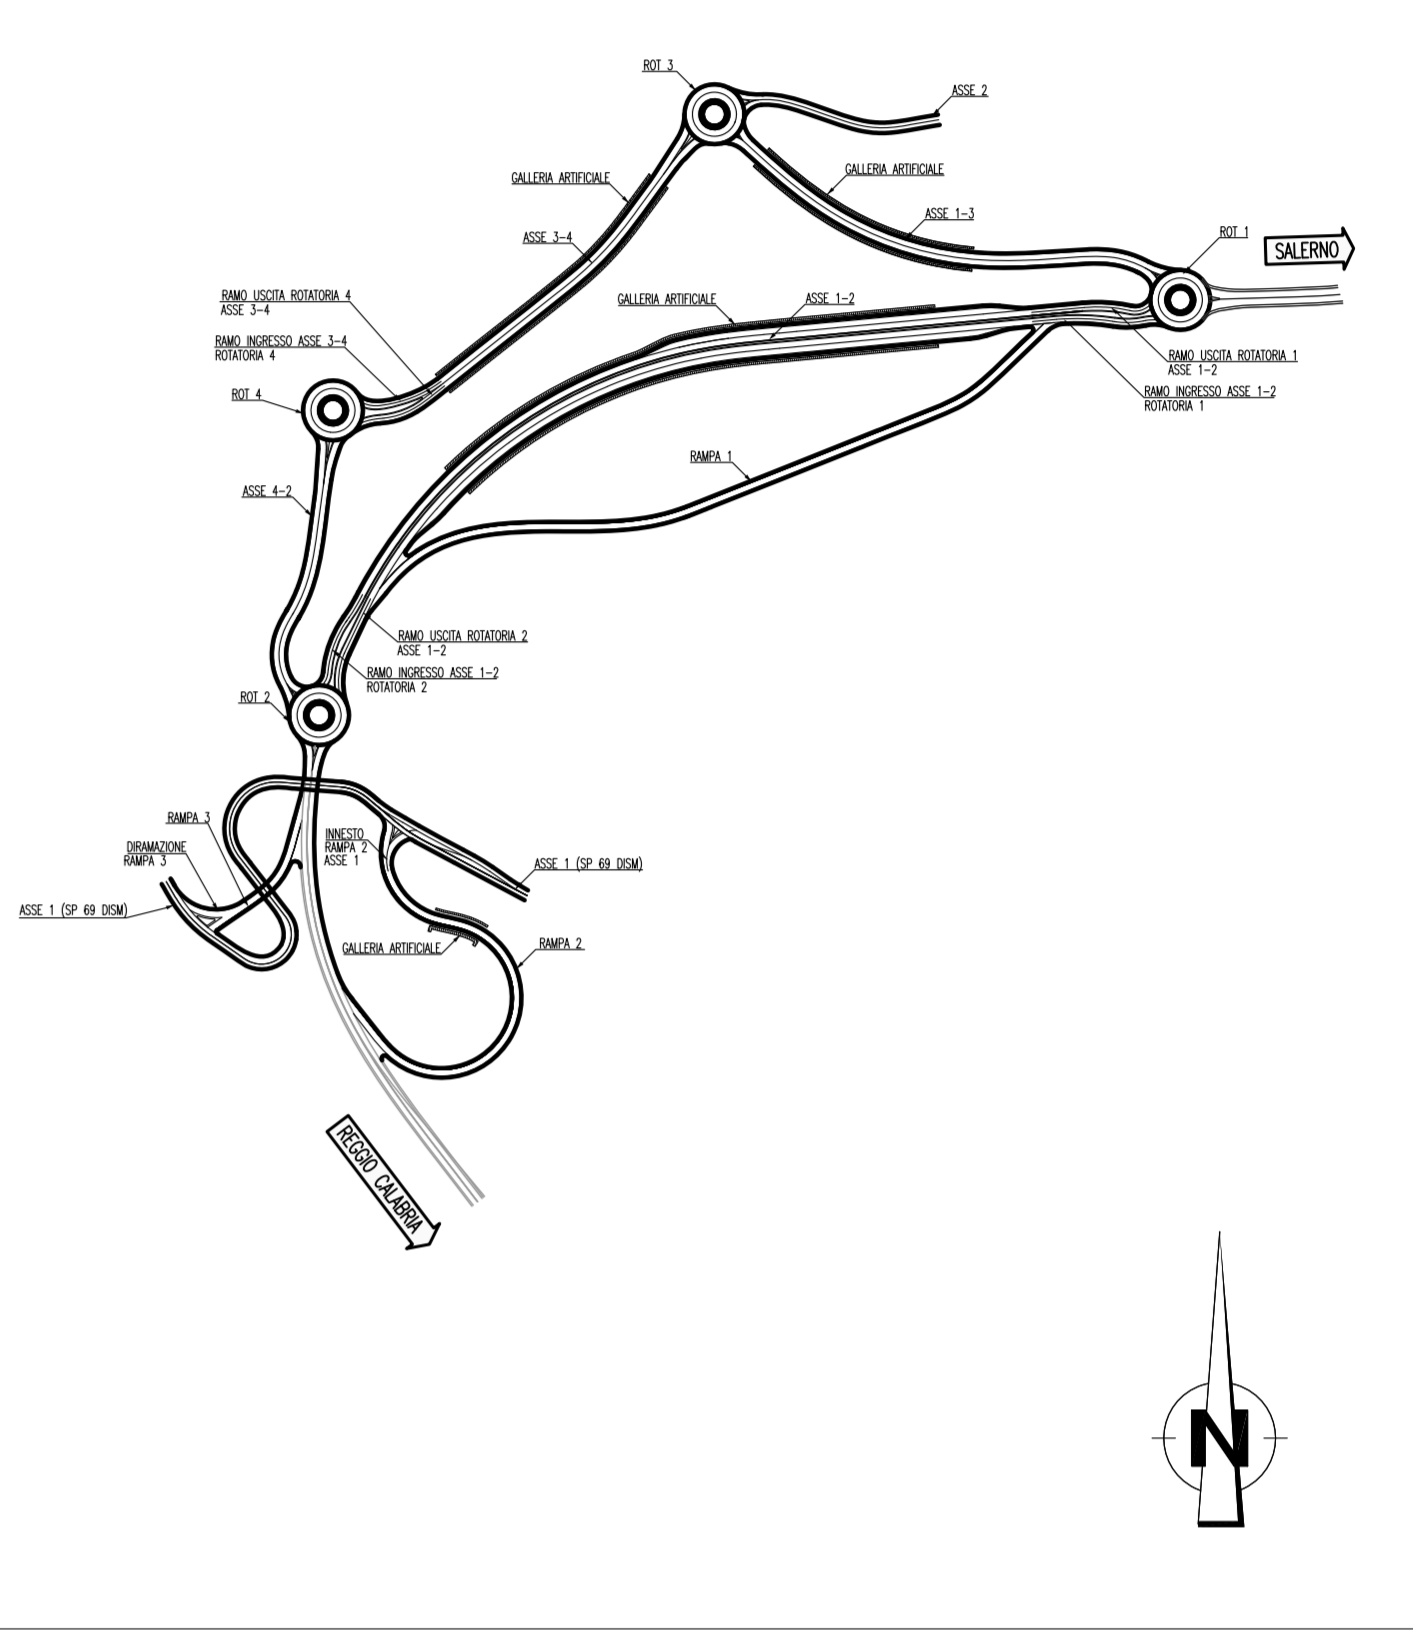 ROT 3
ASSE 2
GALLERIA ARTIFICIALE
GALLERIA ARTIFICIALE
ASSE 1-3
ROT 1
SALERNO
ASSE 3-4
RAMO USCITA ROTATORIA 4
ASSE 3-4
GALLERIA ARTIFICIALE
ASSE 1-2
RAMO INGRESSO ASSE 3-4
ROTATORIA 4
RAMO USCITA ROTATORIA 1
ASSE 1-2
ROT 4
RAMO INGRESSO ASSE 1-2
ROTATORIA 1
RAMPA 1
ASSE 4-2
RAMO USCITA ROTATORIA 2
ASSE 1-2
RAMO INGRESSO ASSE 1-2
ROTATORIA 2
ROT 2
RAMPA 3
DIRAMAZIONE
RAMPA 3
INNESTO
RAMPA 2
ASSE 1
ASSE 1 (SP 69 DISM)
ASSE 1 (SP 69 DISM)
GALLERIA ARTIFICIALE
RAMPA 2
REGGIO CALABRIA
N